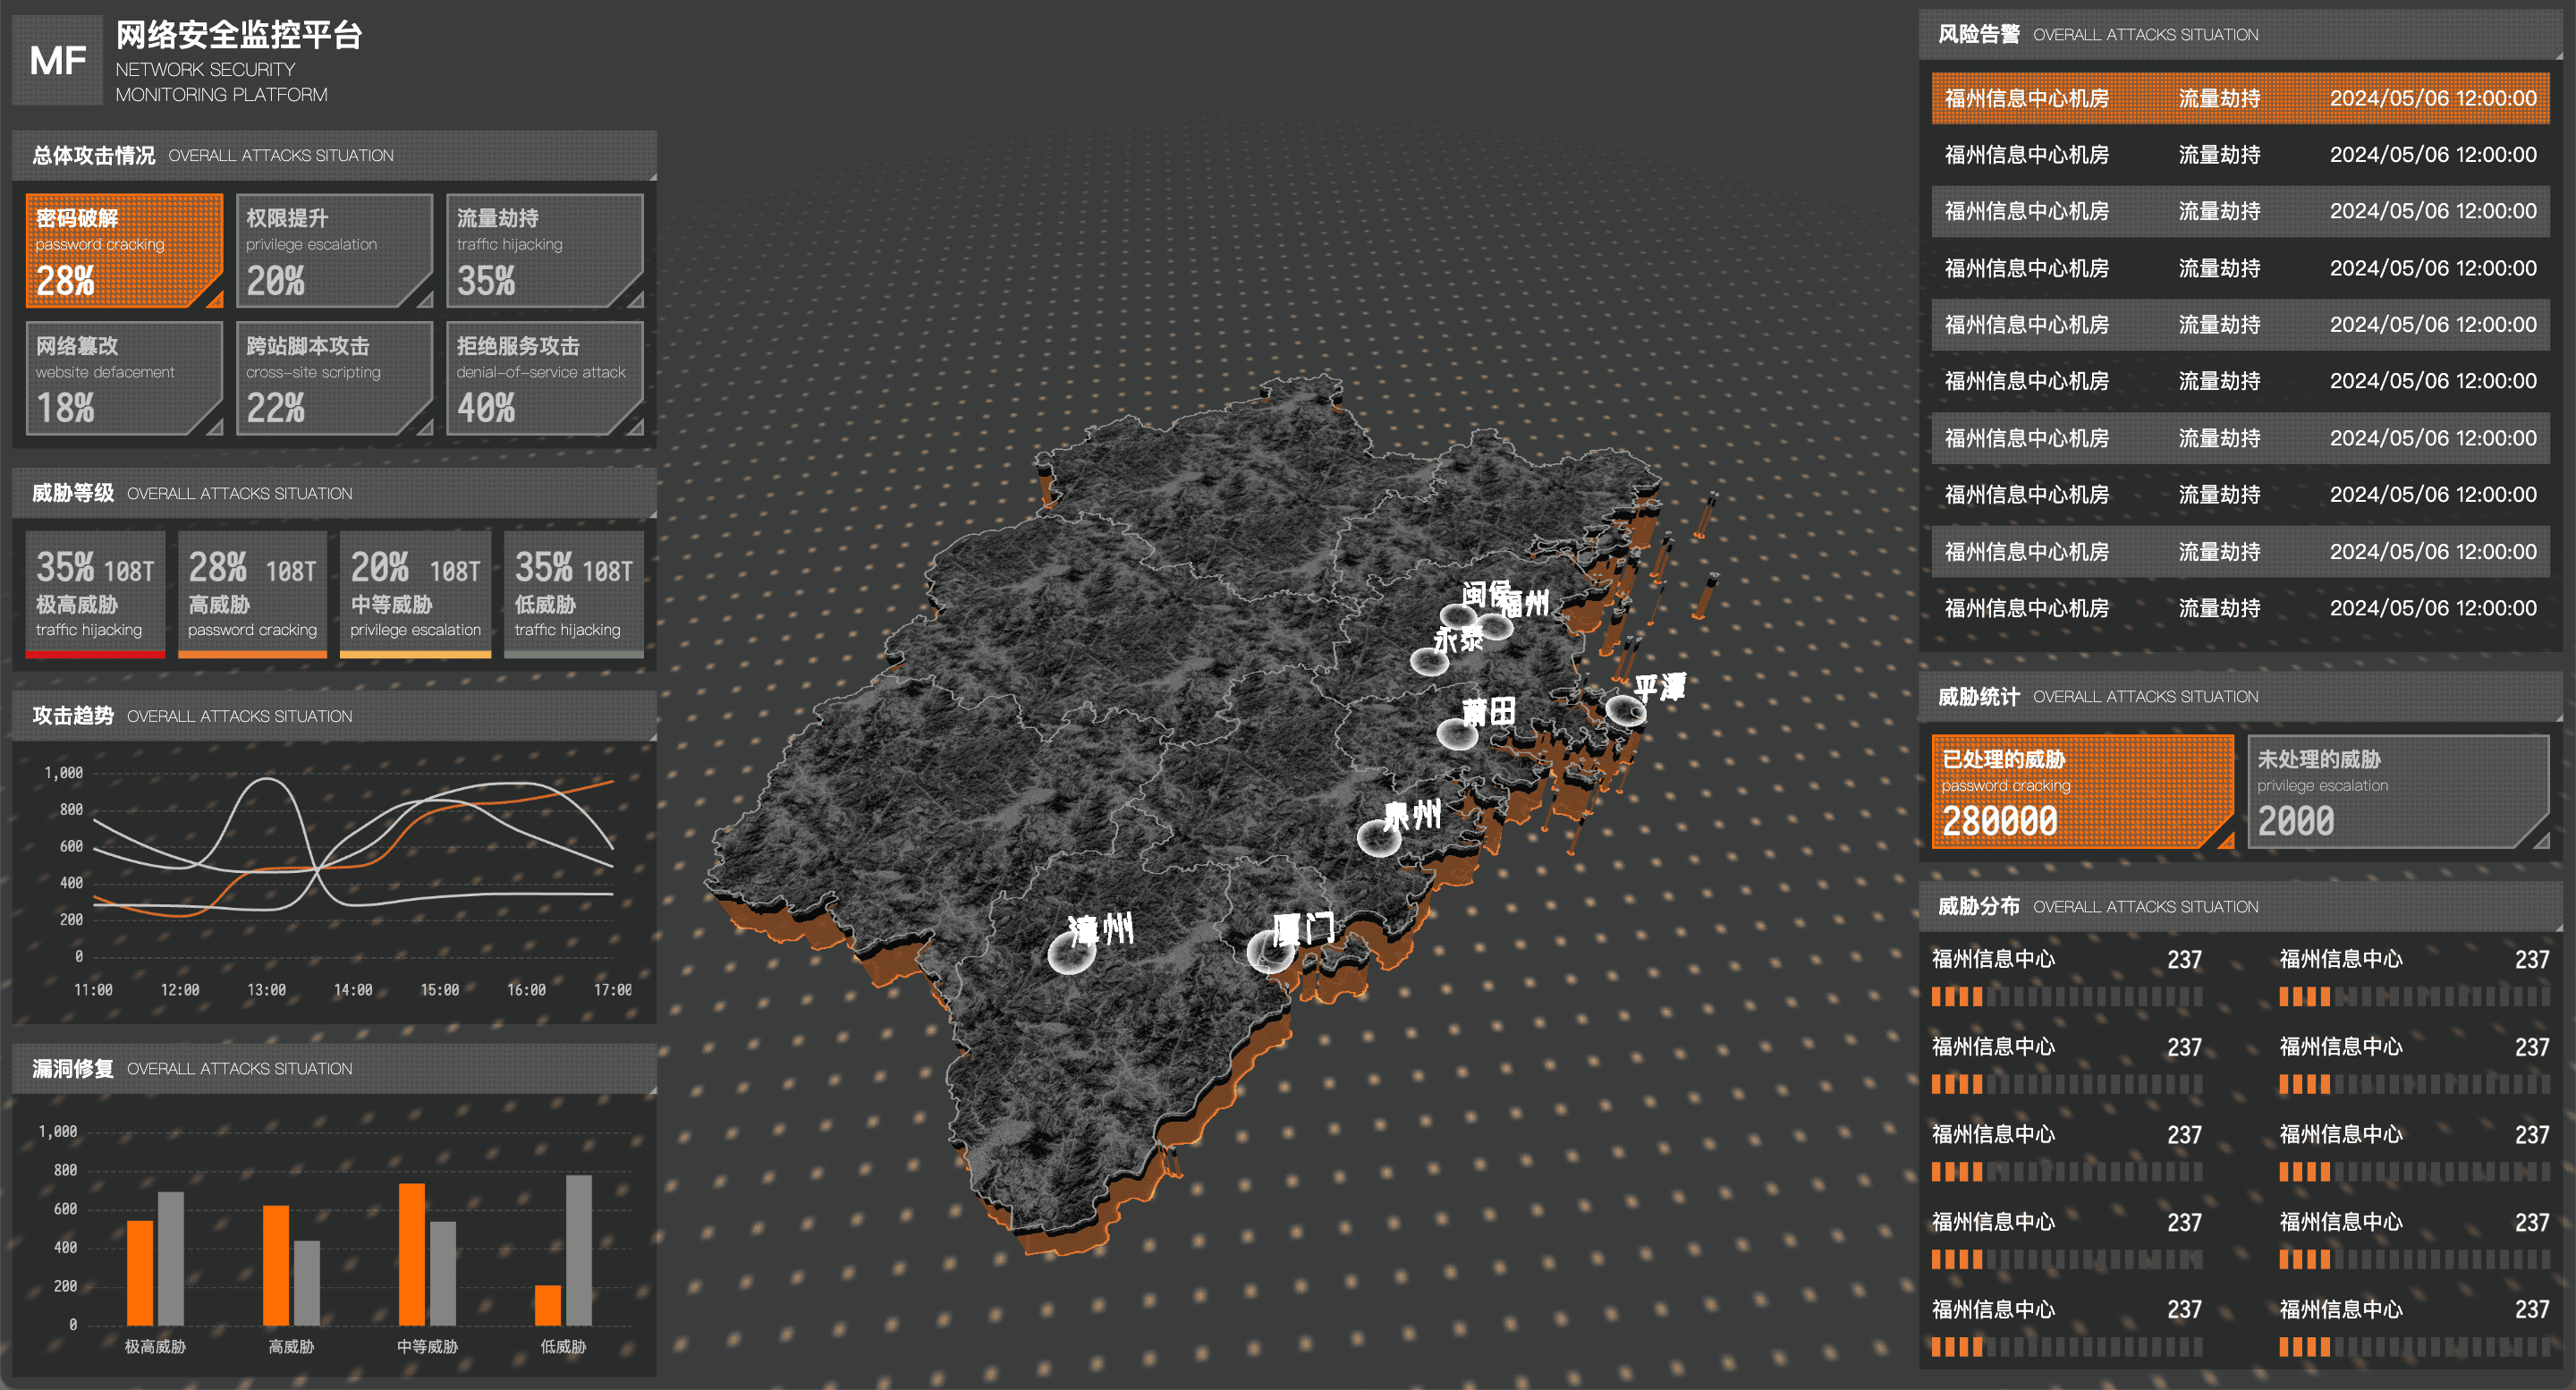 MF
网络安全监控平台
NETWORK SECURITY
MONITORING PLATFORM
总体攻击情况 OVERALL ATTACKS SITUATION
密码破解
password cracking
28%
权限提升
privilege escalation
20%
流量劫持
traffic hijacking
35%
网络篡改
website defacement
18%
跨站脚本攻击
cross-site scripting
22%
拒绝服务攻击
denial-of-service attack
40%
威胁等级 OVERALL ATTACKS SITUATION
35% 108T
极高威胁
traffic hijacking
28% 108T
高威胁
password cracking
20% 108T
中等威胁
privilege escalation
35% 108T
低威胁
traffic hijacking
攻击趋势 OVERALL ATTACKS SITUATION
1,000
800
600
400
200
0
11:00 12:00 13:00 14:00 15:00 16:00 17:00
漏洞修复 OVERALL ATTACKS SITUATION
1,000
800
600
400
200
0
极高威胁 高威胁 中等威胁 低威胁
闽侯
福州
永泰
平潭
莆田
泉州
漳州
厦门
风险告警 OVERALL ATTACKS SITUATION
福州信息中心机房 流量劫持 2024/05/06 12:00:00
福州信息中心机房 流量劫持 2024/05/06 12:00:00
福州信息中心机房 流量劫持 2024/05/06 12:00:00
福州信息中心机房 流量劫持 2024/05/06 12:00:00
福州信息中心机房 流量劫持 2024/05/06 12:00:00
福州信息中心机房 流量劫持 2024/05/06 12:00:00
福州信息中心机房 流量劫持 2024/05/06 12:00:00
福州信息中心机房 流量劫持 2024/05/06 12:00:00
福州信息中心机房 流量劫持 2024/05/06 12:00:00
福州信息中心机房 流量劫持 2024/05/06 12:00:00
威胁统计 OVERALL ATTACKS SITUATION
已处理的威胁
password cracking
280000
未处理的威胁
privilege escalation
2000
威胁分布 OVERALL ATTACKS SITUATION
福州信息中心 237 福州信息中心 237
福州信息中心 237 福州信息中心 237
福州信息中心 237 福州信息中心 237
福州信息中心 237 福州信息中心 237
福州信息中心 237 福州信息中心 237